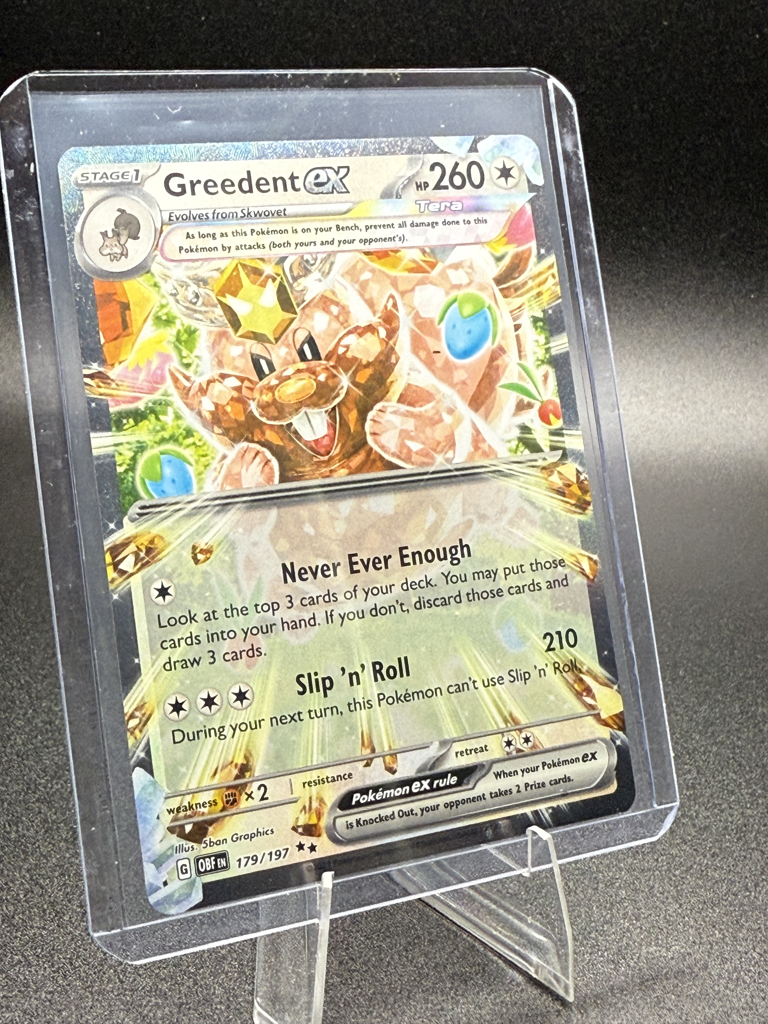 STAGE 1 Greedent ex HP 260
Evolves from Skwovet Tera
As long as this Pokémon is on your Bench, prevent all damage done to this
Pokémon by attacks (both yours and your opponent's).
Never Ever Enough
Look at the top 3 cards of your deck. You may put those
cards into your hand. If you don't, discard those cards and
draw 3 cards.
Slip 'n' Roll 210
During your next turn, this Pokémon can't use Slip 'n' Roll.
weakness ×2 resistance retreat
Pokémon ex rule When your Pokémon ex
is Knocked Out, your opponent takes 2 Prize cards.
Illus. 5ban Graphics
G OBF EN 179/197 ★★